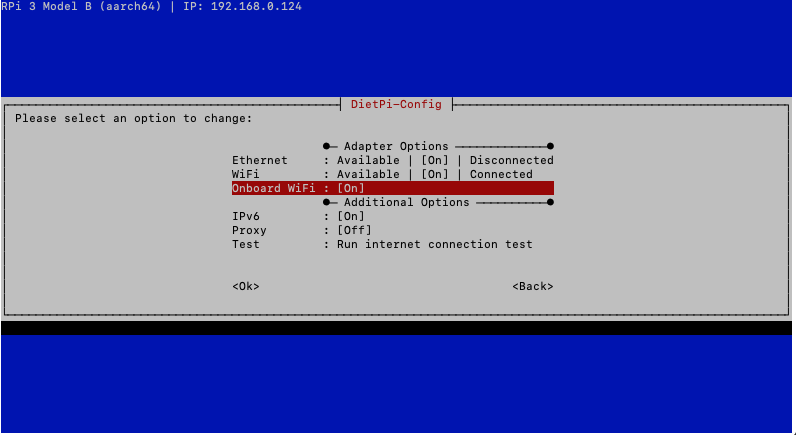 RPi 3 Model B (aarch64) | IP: 192.168.0.124
DietPi-Config
Please select an option to change:
Adapter Options
Ethernet : Available | [On] | Disconnected
WiFi : Available | [On] | Connected
Onboard WiFi : [On]
Additional Options
IPv6 : [On]
Proxy : [Off]
Test : Run internet connection test
<Ok> <Back>